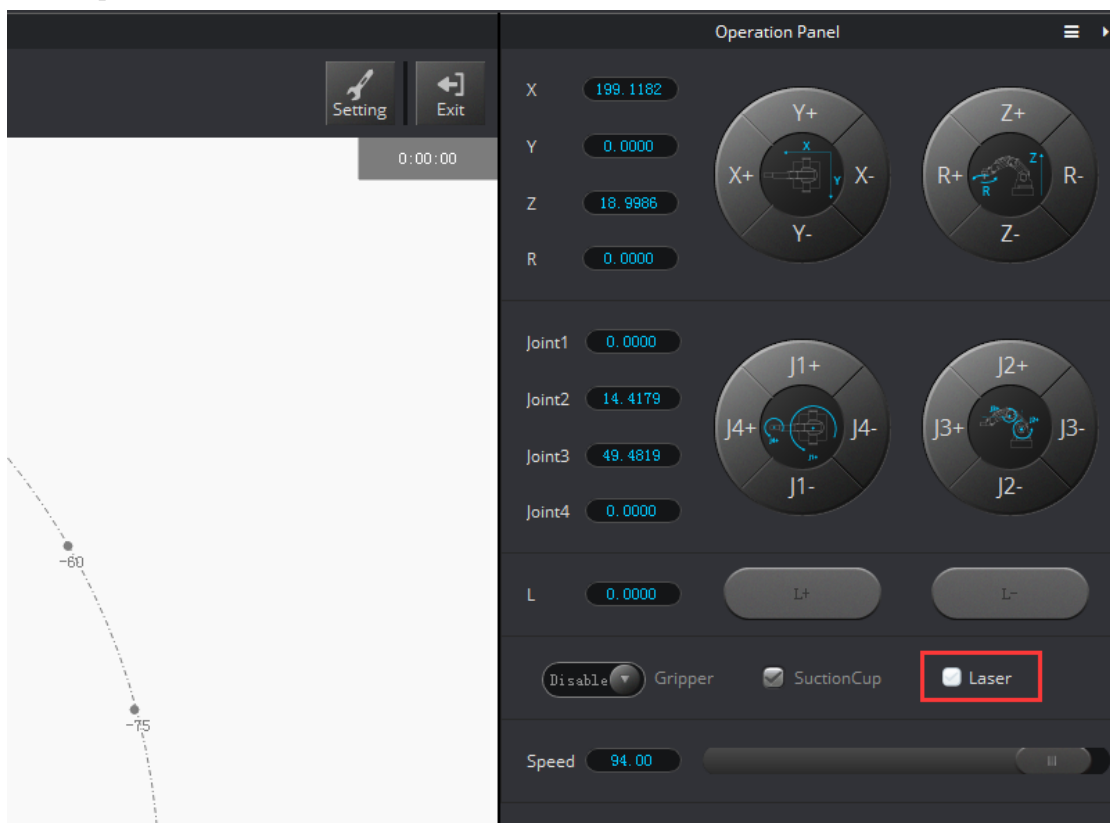 Operation Panel
Setting
Exit
0:00:00
-60
-75
X 199.1182
Y 0.0000
Z 18.9986
R 0.0000
Y+
X+ X Y X-
Y-
Z+
R+ R Z R-
Z-
Joint1 0.0000
Joint2 14.4179
Joint3 49.4819
Joint4 0.0000
J1+
J4+ J4-
J1-
J2+
J3+ J3-
J2-
L 0.0000 L+ L-
Disable Gripper SuctionCup Laser
Speed 94.00